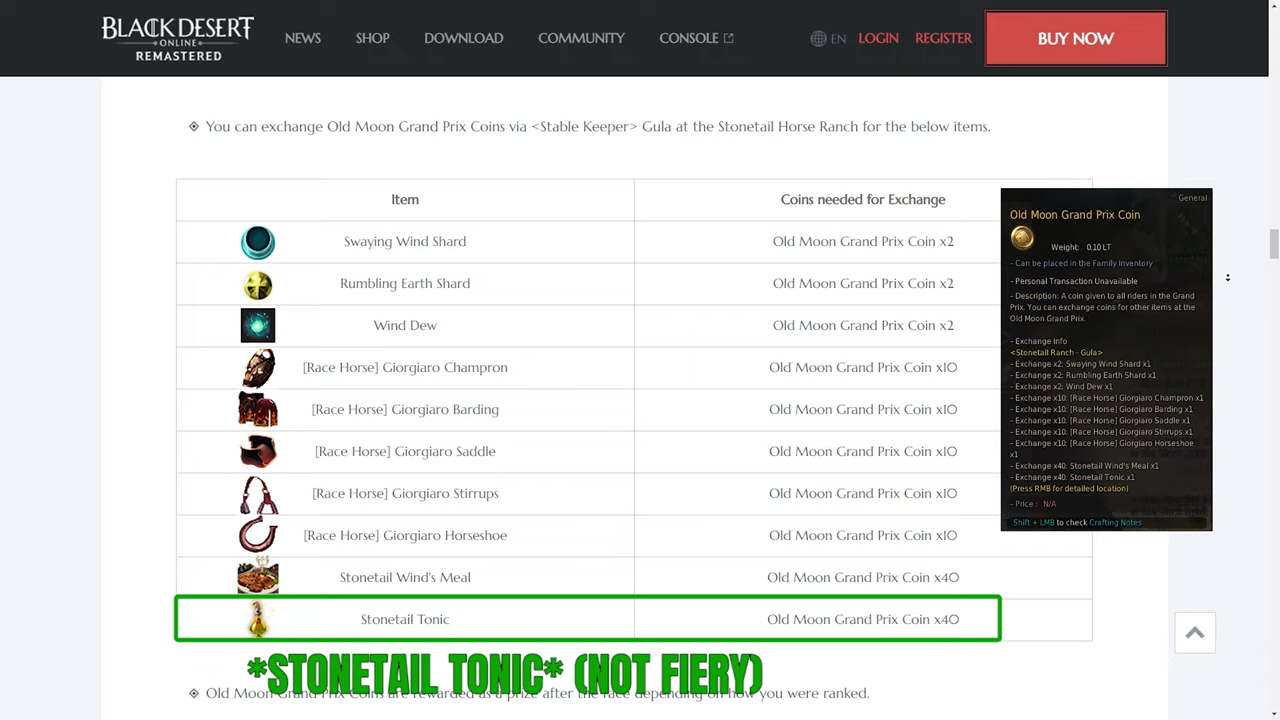 BLACK DESERT
ONLINE
REMASTERED
NEWS SHOP DOWNLOAD COMMUNITY CONSOLE EN LOGIN REGISTER BUY NOW
You can exchange Old Moon Grand Prix Coins via <Stable Keeper> Gula at the Stonetail Horse Ranch for the below items.
Item Coins needed for Exchange
Swaying Wind Shard Old Moon Grand Prix Coin x2
Rumbling Earth Shard Old Moon Grand Prix Coin x2
Wind Dew Old Moon Grand Prix Coin x2
[Race Horse] Giorgiaro Champron Old Moon Grand Prix Coin x10
[Race Horse] Giorgiaro Barding Old Moon Grand Prix Coin x10
[Race Horse] Giorgiaro Saddle Old Moon Grand Prix Coin x10
[Race Horse] Giorgiaro Stirrups Old Moon Grand Prix Coin x10
[Race Horse] Giorgiaro Horseshoe Old Moon Grand Prix Coin x10
Stonetail Wind's Meal Old Moon Grand Prix Coin x40
Stonetail Tonic Old Moon Grand Prix Coin x40
*STONETAIL TONIC* (NOT FIERY)
Old Moon Grand Prix Coins are rewarded as a prize after the race depending on how you were ranked.
General
Old Moon Grand Prix Coin
Weight: 0.10 LT
- Can be placed in the Family Inventory
- Personal Transaction Unavailable
- Description: A coin given to all riders in the Grand
Prix. You can exchange coins for other items at the
Old Moon Grand Prix.
- Exchange Info
<Stonetail Ranch - Gula>
- Exchange x2: Swaying Wind Shard x1
- Exchange x2: Rumbling Earth Shard x1
- Exchange x2: Wind Dew x1
- Exchange x10: [Race Horse] Giorgiaro Champron x1
- Exchange x10: [Race Horse] Giorgiaro Barding x1
- Exchange x10: [Race Horse] Giorgiaro Saddle x1
- Exchange x10: [Race Horse] Giorgiaro Stirrups x1
- Exchange x10: [Race Horse] Giorgiaro Horseshoe
x1
- Exchange x40: Stonetail Wind's Meal x1
- Exchange x40: Stonetail Tonic x1
(Press RMB for detailed location)
- Price : N/A
Shift + LMB to check Crafting Notes